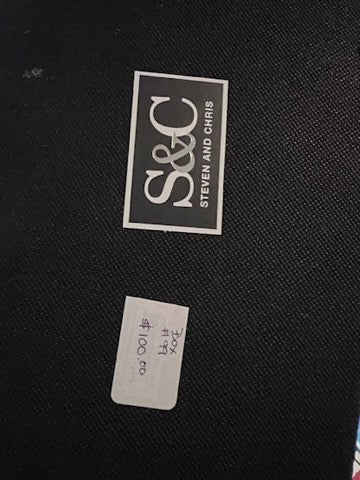 S&C
STEVEN AND CHRIS
Box
#99
$100.00